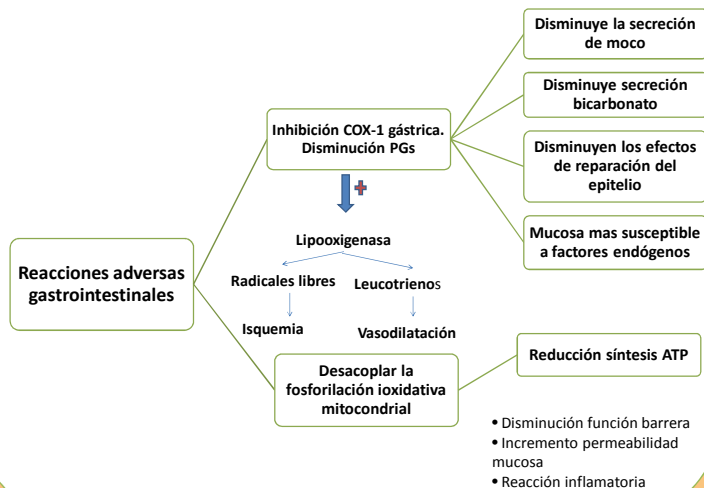 Reacciones adversas
gastrointestinales
Inhibición COX-1 gástrica.
Disminución PGs
Disminuye la secreción
de moco
Disminuye secreción
bicarbonato
Disminuyen los efectos
de reparación del
epitelio
Mucosa mas susceptible
a factores endógenos
+
Lipooxigenasa
Radicales libres
Leucotrienos
Isquemia
Vasodilatación
Desacoplar la
fosforilación ioxidativa
mitocondrial
Reducción síntesis ATP
• Disminución función barrera
• Incremento permeabilidad
mucosa
• Reacción inflamatoria